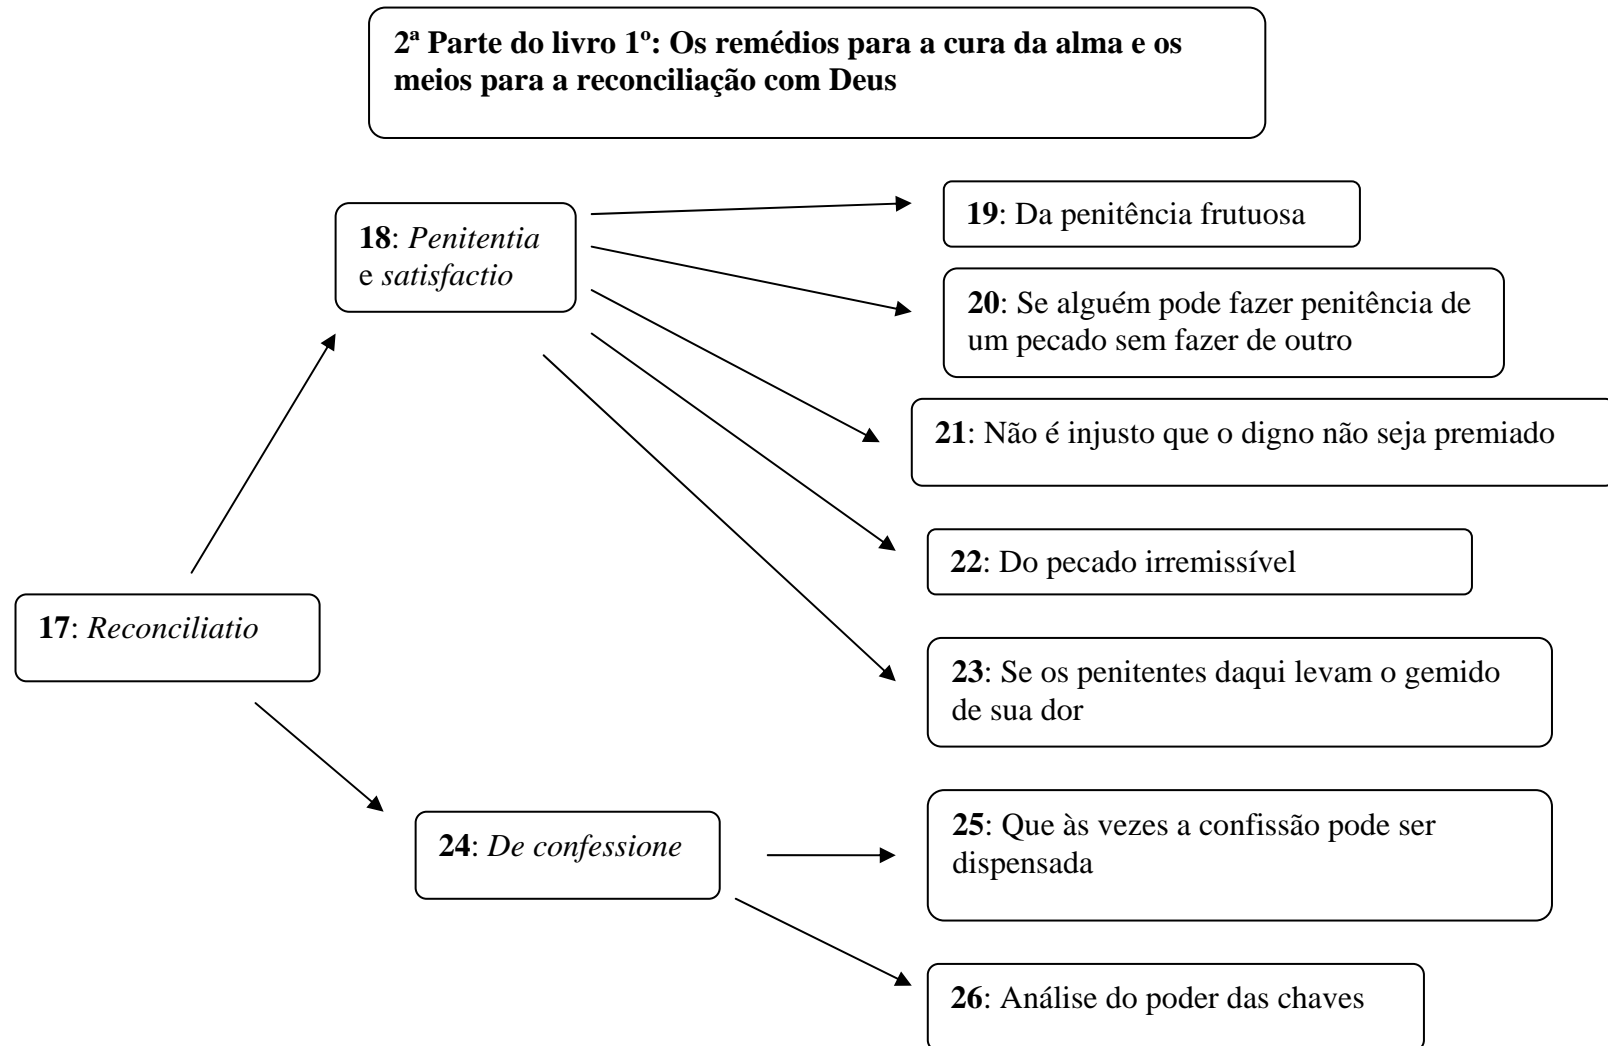 2ª Parte do livro 1º: Os remédios para a cura da alma e os
meios para a reconciliação com Deus
17: Reconciliatio
18: Penitentia
e satisfactio
19: Da penitência frutuosa
20: Se alguém pode fazer penitência de
um pecado sem fazer de outro
21: Não é injusto que o digno não seja premiado
22: Do pecado irremissível
23: Se os penitentes daqui levam o gemido
de sua dor
24: De confessione
25: Que às vezes a confissão pode ser
dispensada
26: Análise do poder das chaves